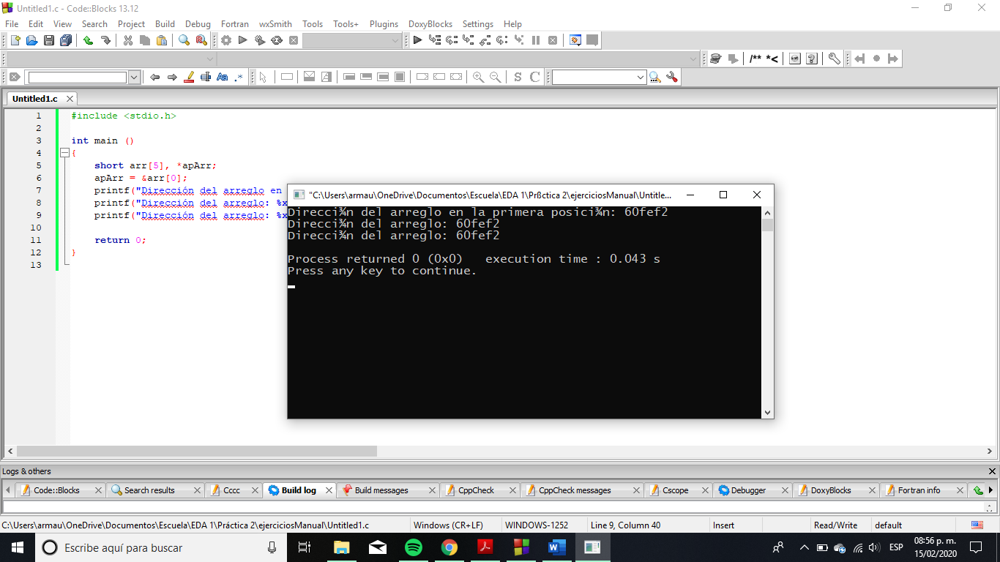 Untitled1.c - Code::Blocks 13.12
File Edit View Search Project Build Debug Fortran wxSmith Tools Tools+ Plugins DoxyBlocks Settings Help
/** *<
Aa .*
S C
Untitled1.c
1 #include <stdio.h>
2
3 int main ()
4 {
5 short arr[5], *apArr;
6 apArr = &arr[0];
7 printf("Dirección del arreglo en
8 printf("Dirección del arreglo: %x
9 printf("Dirección del arreglo: %x
10
11 return 0;
12 }
13
"C:\Users\armau\OneDrive\Documentos\Escuela\EDA 1\Prßctica 2\ejerciciosManual\Untitle...
Direcci¾n del arreglo en la primera posici¾n: 60fef2
Direcci¾n del arreglo: 60fef2
Direcci¾n del arreglo: 60fef2
Process returned 0 (0x0) execution time : 0.043 s
Press any key to continue.
Logs & others
Code::Blocks Search results Cccc Build log Build messages CppCheck CppCheck messages Cscope Debugger DoxyBlocks Fortran info
C:\Users\armau\OneDrive\Documentos\Escuela\EDA 1\Práctica 2\ejerciciosManual\Untitled1.c Windows (CR+LF) WINDOWS-1252 Line 9, Column 40 Insert Read/Write default
Escribe aquí para buscar
ESP
08:56 p. m.
15/02/2020